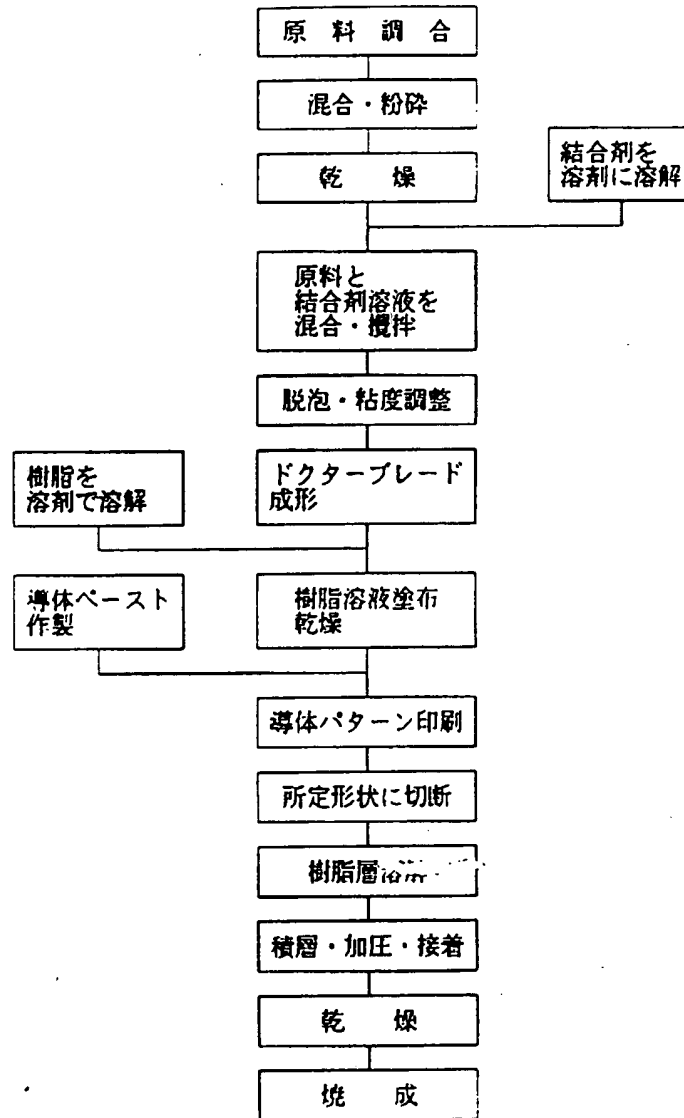 原料調合
混合・粉砕
乾燥
結合剤を
溶剤に溶解
原料と
結合剤溶液を
混合・攪拌
脱泡・粘度調整
樹脂を
溶剤で溶解
ドクターブレード
成形
導体ペースト
作製
樹脂溶液塗布
乾燥
導体パターン印刷
所定形状に切断
樹脂層溶解
積層・加圧・接着
乾燥
焼成